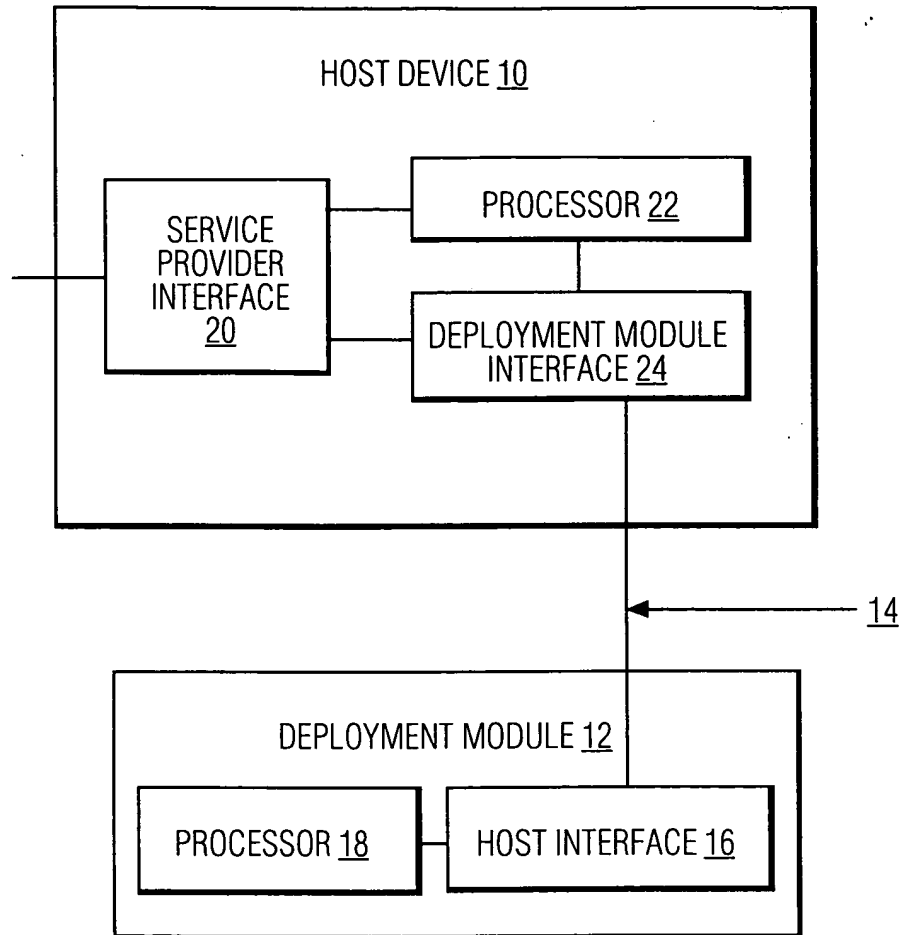 HOST DEVICE 10
SERVICE
PROVIDER
INTERFACE
20
PROCESSOR 22
DEPLOYMENT MODULE
INTERFACE 24
14
DEPLOYMENT MODULE 12
PROCESSOR 18
HOST INTERFACE 16